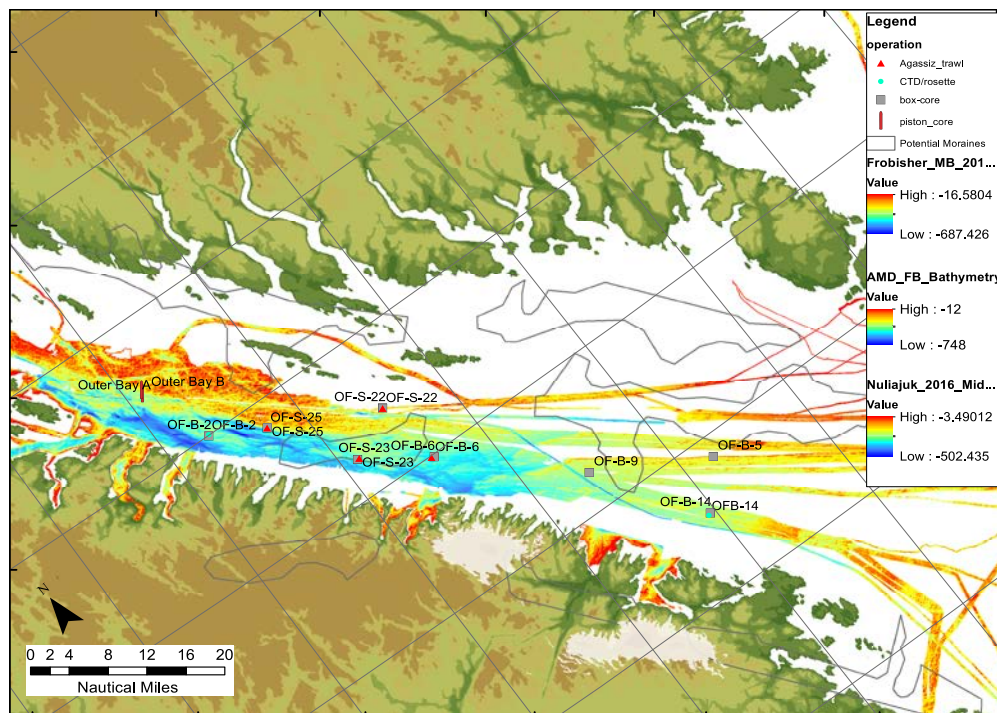 Legend
operation
Agassiz_trawl
CTD/rosette
box-core
piston_core
Potential Moraines
Frobisher_MB_201...
Value
High : -16.5804
Low : -687.426
AMD_FB_Bathymetry
Value
High : -12
Low : -748
Nuliajuk_2016_Mid...
Value
High : -3.49012
Low : -502.435
Outer Bay A Outer Bay B
OF-S-22 OF-S-22
OF-S-25
OF-B-2 OF-B-2
OF-S-25
OF-S-23 OF-B-6 OF-B-6
OF-S-23
OF-B-5
OF-B-9
OF-B-14 OFB-14
N
0 2 4 8 12 16 20
Nautical Miles